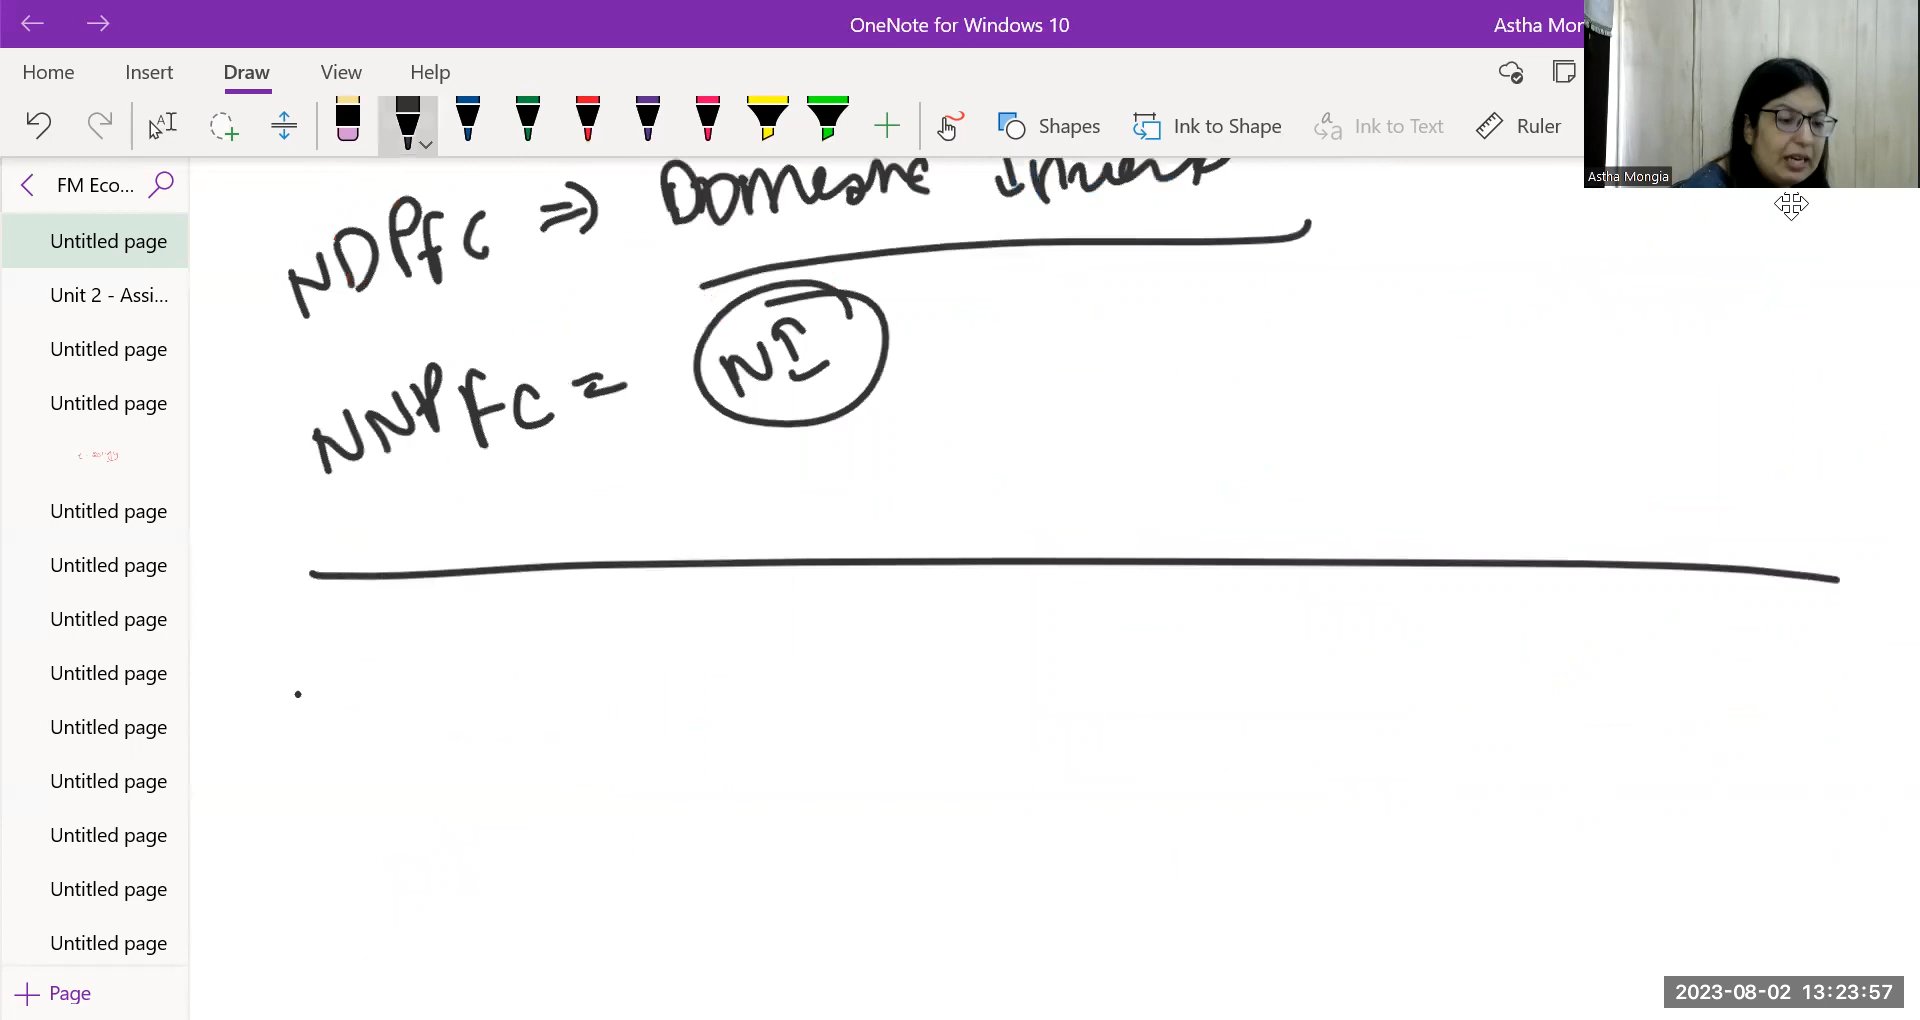 OneNote for Windows 10
Astha Mon
Home Insert Draw View Help
Shapes Ink to Shape Ink to Text Ruler
Astha Mongia
FM Eco...
Untitled page
Unit 2 - Assi...
Untitled page
Untitled page
Untitled page
Untitled page
Untitled page
Untitled page
Untitled page
Untitled page
Untitled page
Untitled page
Untitled page
Page
NDPfC ⇒ Domestic
NNPFC = NI
2023-08-02 13:23:57